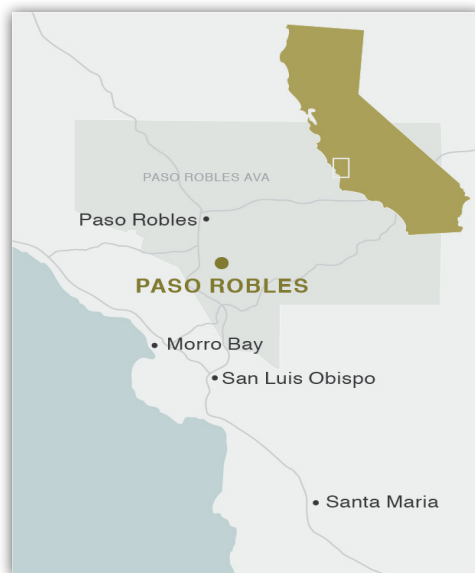 PASO ROBLES AVA
Paso Robles
PASO ROBLES
Morro Bay
San Luis Obispo
Santa Maria